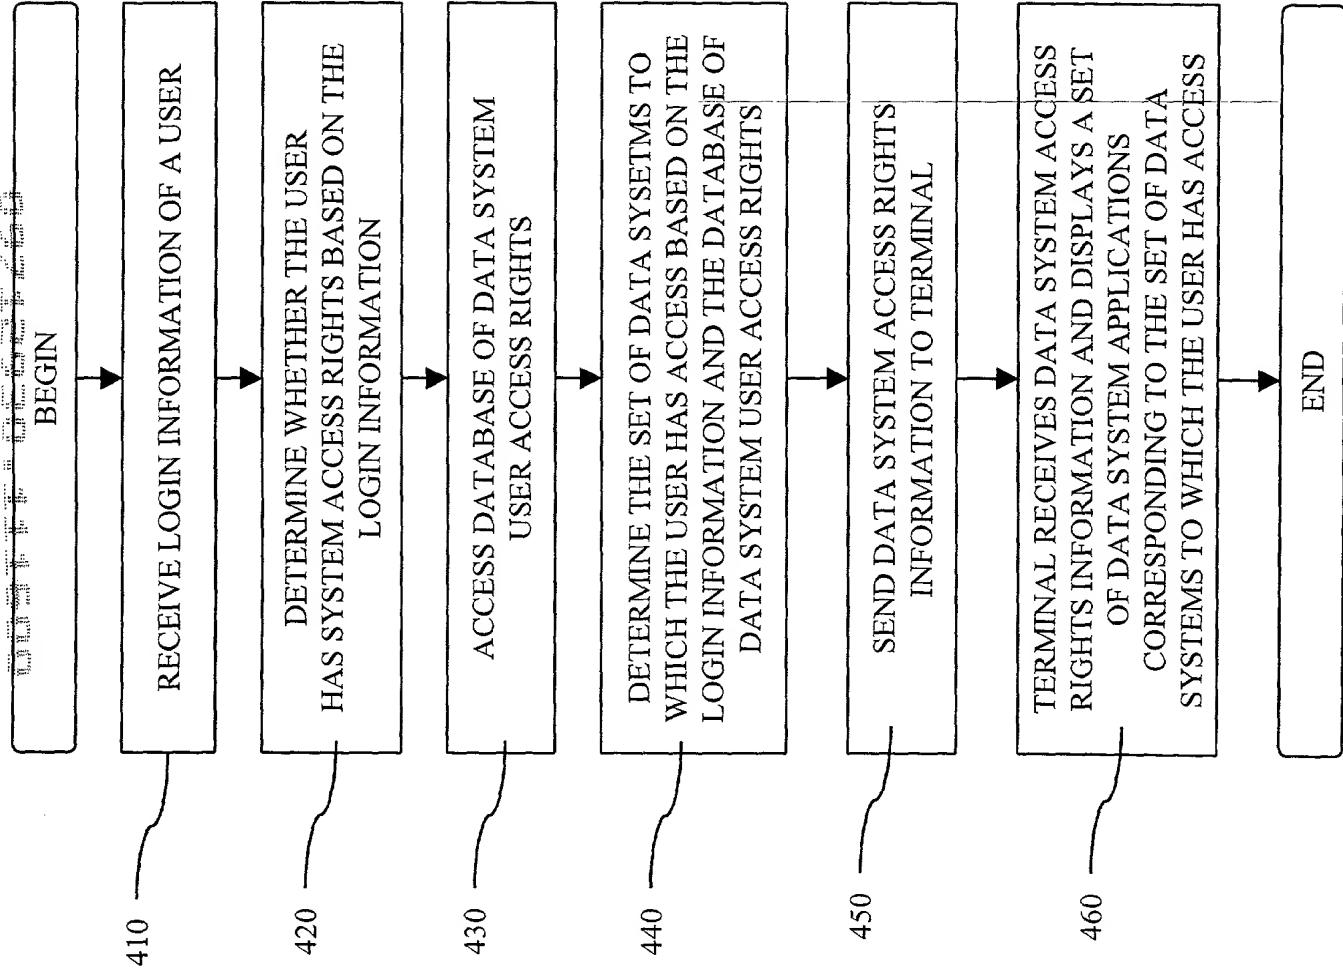 BEGIN
410
RECEIVE LOGIN INFORMATION OF A USER
420
DETERMINE WHETHER THE USER
HAS SYSTEM ACCESS RIGHTS BASED ON THE
LOGIN INFORMATION
430
ACCESS DATABASE OF DATA SYSTEM
USER ACCESS RIGHTS
440
DETERMINE THE SET OF DATA SYSETMS TO
WHICH THE USER HAS ACCESS BASED ON THE
LOGIN INFORMATION AND THE DATABASE OF
DATA SYSTEM USER ACCESS RIGHTS
450
SEND DATA SYSTEM ACCESS RIGHTS
INFORMATION TO TERMINAL
460
TERMINAL RECEIVES DATA SYSTEM ACCESS
RIGHTS INFORMATION AND DISPLAYS A SET
OF DATA SYSTEM APPLICATIONS
CORRESPONDING TO THE SET OF DATA
SYSTEMS TO WHICH THE USER HAS ACCESS
END